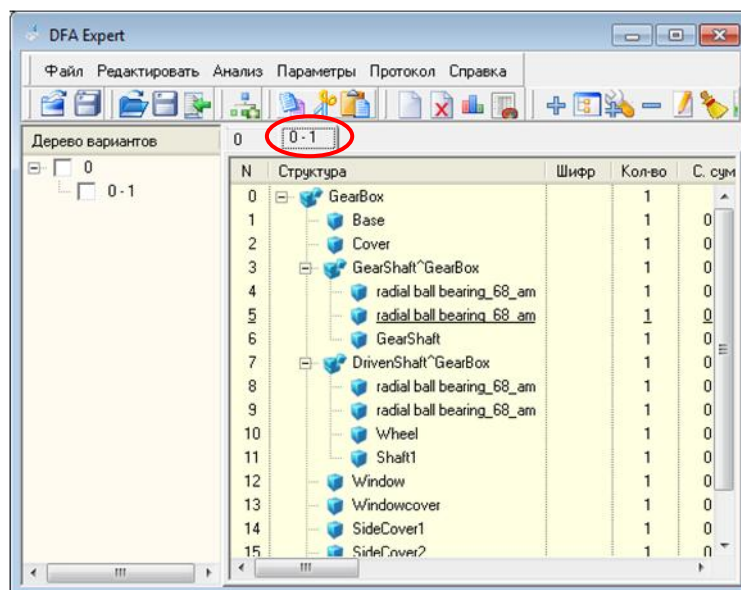 DFA Expert
Файл Редактировать Анализ Параметры Протокол Справка
Дерево вариантов
0
0 - 1
0 0 - 1
N Структура Шифр Кол-во С. сум
0 GearBox 1
1 Base 1 0
2 Cover 1 0
3 GearShaft^GearBox 1 0
4 radial ball bearing_68_am 1 0
5 radial ball bearing_68_am 1 0
6 GearShaft 1 0
7 DrivenShaft^GearBox 1 0
8 radial ball bearing_68_am 1 0
9 radial ball bearing_68_am 1 0
10 Wheel 1 0
11 Shaft1 1 0
12 Window 1 0
13 Windowcover 1 0
14 SideCover1 1 0
15 SideCover2 1 0